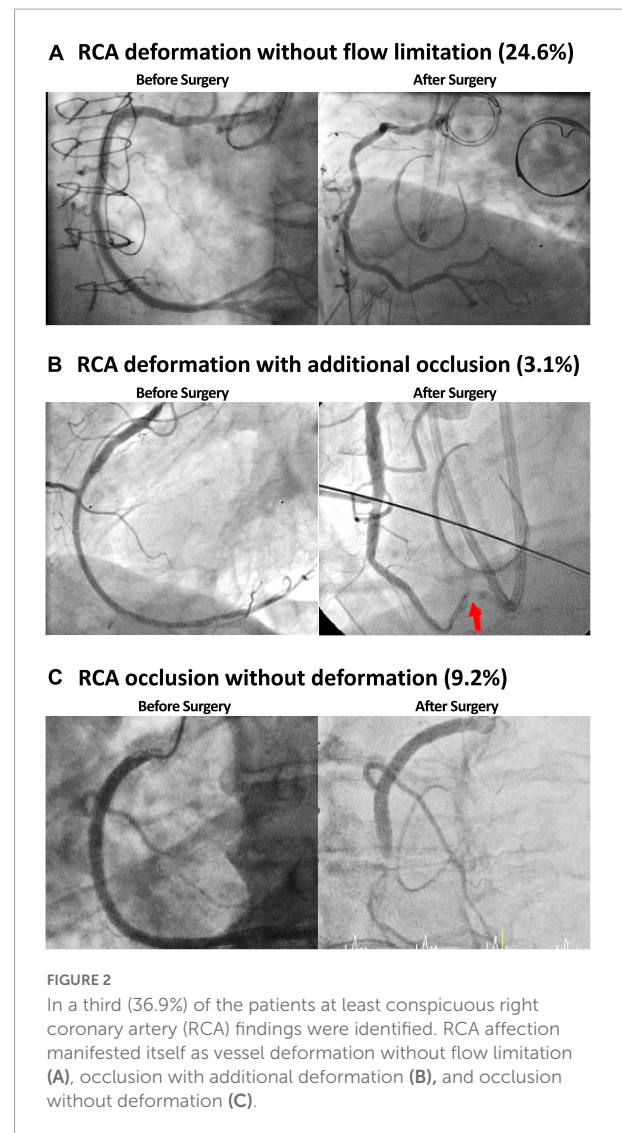 A RCA deformation without flow limitation (24.6%)
Before Surgery
After Surgery
B RCA deformation with additional occlusion (3.1%)
Before Surgery
After Surgery
C RCA occlusion without deformation (9.2%)
Before Surgery
After Surgery
FIGURE 2
In a third (36.9%) of the patients at least conspicuous right
coronary artery (RCA) findings were identified. RCA affection
manifested itself as vessel deformation without flow limitation
(A), occlusion with additional deformation (B), and occlusion
without deformation (C).